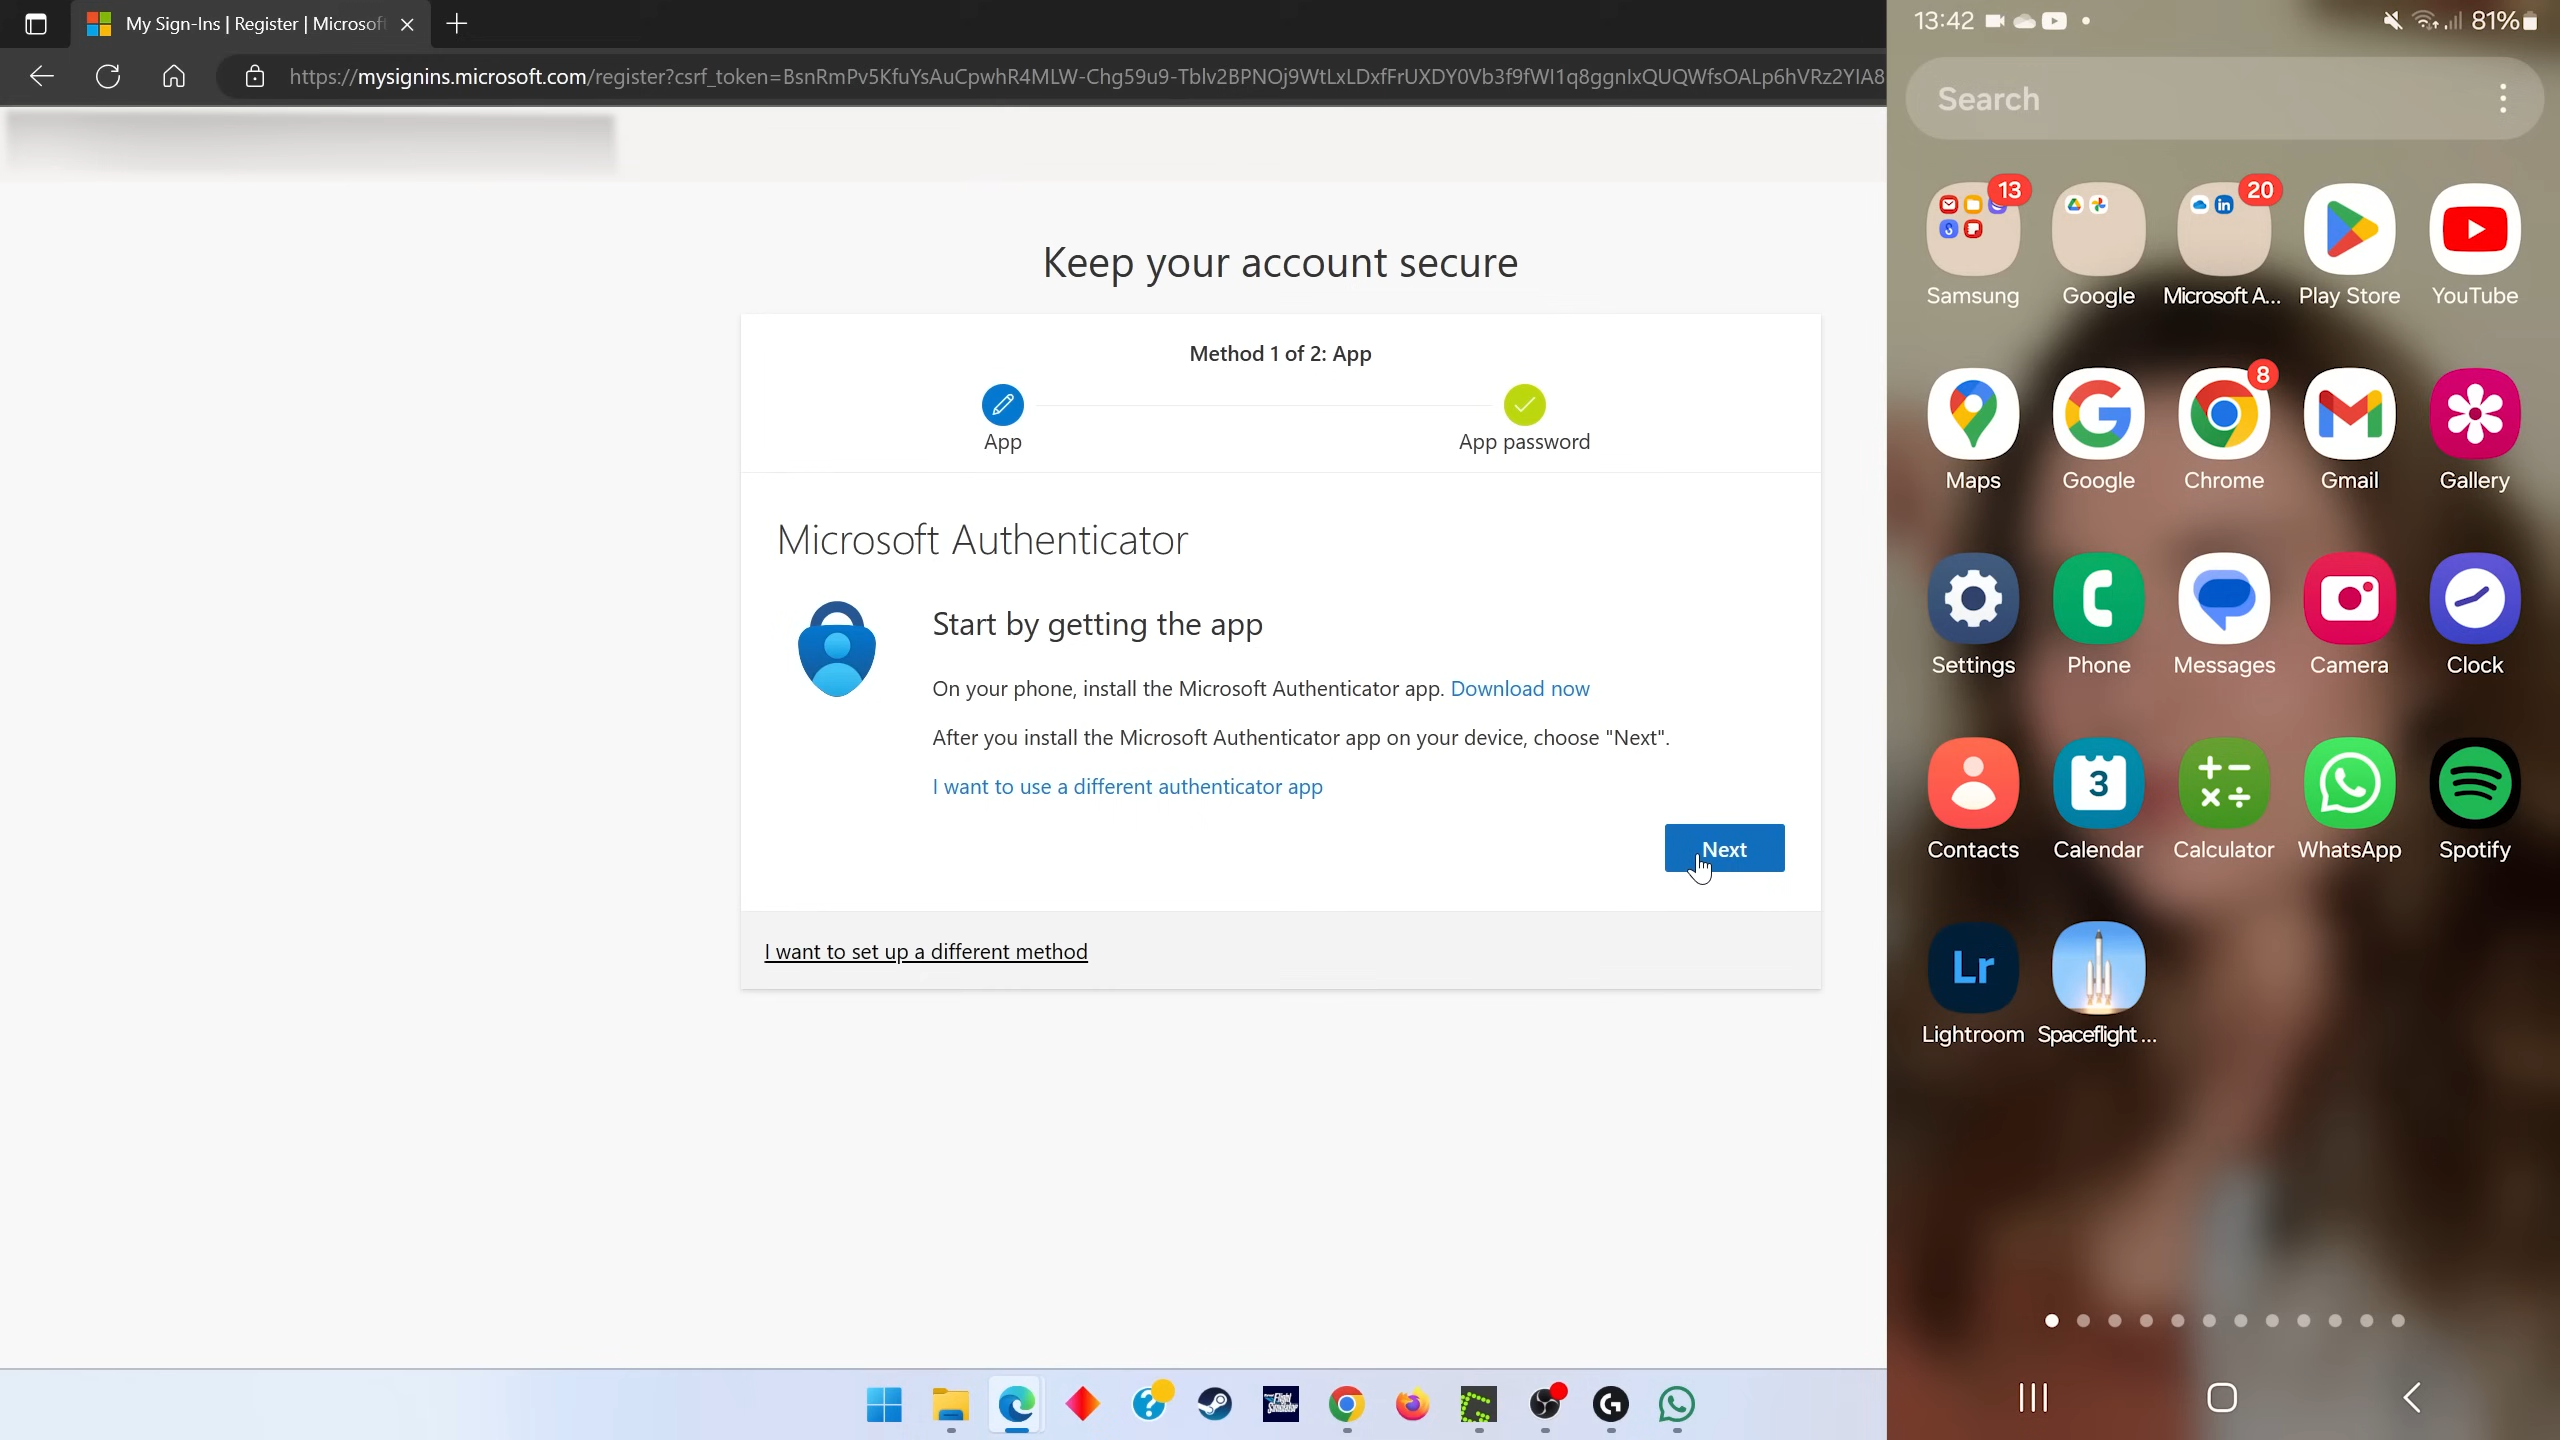 My Sign-Ins | Register | Microsof
https://mysignins.microsoft.com/register?csrf_token=BsnRmPv5KfuYsAuCpwhR4MLW-Chg59u9-Tblv2BPNOj9WtLxLDxfFrUXDY0Vb3f9fWI1q8ggnlxQUQWfsOALp6hVRz2YIA8
Keep your account secure
Method 1 of 2: App
App
App password
Microsoft Authenticator
Start by getting the app
On your phone, install the Microsoft Authenticator app. Download now
After you install the Microsoft Authenticator app on your device, choose "Next".
I want to use a different authenticator app
Next
I want to set up a different method
13:42
81%
Search
13
20
Samsung
Google
Microsoft A...
Play Store
YouTube
8
Maps
Google
Chrome
Gmail
Gallery
Settings
Phone
Messages
Camera
Clock
3
Contacts
Calendar
Calculator
WhatsApp
Spotify
Lr
Lightroom
Spaceflight ...